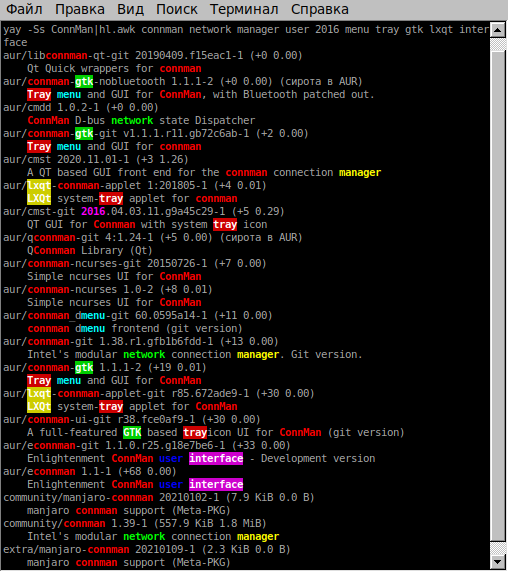 Файл Правка Вид Поиск Терминал Справка
yay -Ss ConnMan|hl.awk connman network manager user 2016 menu tray gtk lxqt inter
face
aur/libconnman-qt-git 20190409.f15eac1-1 (+0 0.00)
Qt Quick wrappers for connman
aur/connman-gtk-nobluetooth 1.1.1-2 (+0 0.00) (сирота в AUR)
Tray menu and GUI for ConnMan, with Bluetooth patched out.
aur/cmdd 1.0.2-1 (+0 0.00)
ConnMan D-bus network state Dispatcher
aur/connman-gtk-git v1.1.1.r11.gb72c6ab-1 (+2 0.00)
Tray menu and GUI for connman
aur/cmst 2020.11.01-1 (+3 1.26)
A QT based GUI front end for the connman connection manager
aur/lxqt-connman-applet 1:201805-1 (+4 0.01)
LXQt system-tray applet for connman
aur/cmst-git 2016.04.03.11.g9a45c29-1 (+5 0.29)
QT GUI for Connman with system tray icon
aur/qconnman-git 4:1.24-1 (+5 0.00) (сирота в AUR)
QConnman Library (Qt)
aur/connman-ncurses-git 20150726-1 (+7 0.00)
Simple ncurses UI for ConnMan
aur/connman-ncurses 1.0-2 (+8 0.01)
Simple ncurses UI for ConnMan
aur/connman_dmenu-git 60.0595a14-1 (+11 0.00)
connman dmenu frontend (git version)
aur/connman-git 1.38.r1.gfb1b6fdd-1 (+13 0.00)
Intel's modular network connection manager. Git version.
aur/connman-gtk 1.1.1-2 (+19 0.01)
Tray menu and GUI for ConnMan
aur/lxqt-connman-applet-git r85.672ade9-1 (+30 0.00)
LXQt system-tray applet for ConnMan
aur/connman-ui-git r38.fce0af9-1 (+30 0.00)
A full-featured GTK based trayicon UI for ConnMan (git version)
aur/econnman-git 1.1.0.r25.g18e7be6-1 (+33 0.00)
Enlightenment ConnMan user interface - Development version
aur/econnman 1.1-1 (+68 0.00)
Enlightenment ConnMan user interface
community/manjaro-connman 20210102-1 (7.9 KiB 0.0 B)
manjaro connman support (Meta-PKG)
community/connman 1.39-1 (557.9 KiB 1.8 MiB)
Intel's modular network connection manager
extra/manjaro-connman 20210109-1 (2.3 KiB 0.0 B)
manjaro connman support (Meta-PKG)